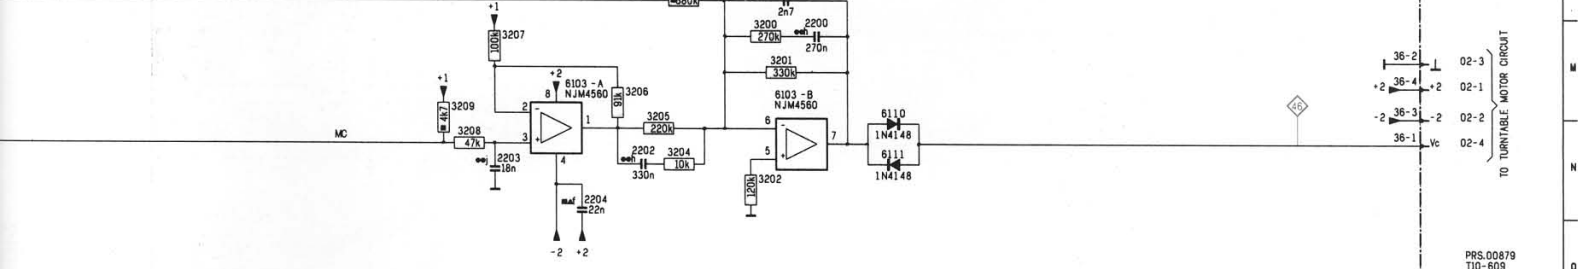 680k
+1
3207
100k
2n7
3200
270k
2200
270n
3201
330k
+1
3209
4k7
MC
3208
47k
2203
18n
+2
6103 -A
NJM4560
8
2
-
3
+
1
4
3206
91k
3205
220k
2202
330n
3204
10k
2204
22n
-2 +2
6103 -B
NJM4560
6
-
5
+
7
3202
120k
6110
1N4148
6111
1N4148
46
36-2
02-3
+2 36-4 +2 02-1
-2 36-3 -2 02-2
36-1 Vc 02-4
TO TURNTABLE MOTOR CIRCUIT
M
N
PRS.00879
T10-609